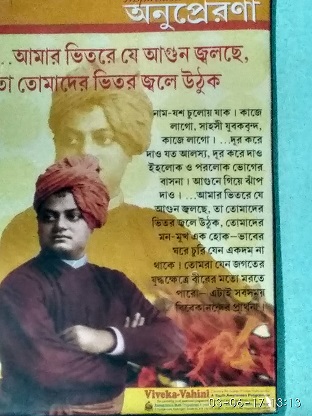 অনুপ্রেরণা
...আমার ভিতরে যে আগুন জ্বলছে,
তা তোমাদের ভিতর জ্বলে উঠুক
নাম-যশ চুলোয় যাক। কাজে
লাগো, সাহসী যুবকবৃন্দ,
কাজে লাগো। ...দূর করে
দাও যত আলস্য, দূর করে দাও
ইহলোক ও পরলোক ভোগের
বাসনা। আগুনে গিয়ে ঝাঁপ
দাও। ...আমার ভিতরে যে
আগুন জ্বলছে, তা তোমাদের
ভিতর জ্বলে উঠুক, তোমাদের
মন-মুখ এক হোক—ভাবের
ঘরে চুরি যেন একদম না
থাকে। তোমরা যেন জগতের
যুদ্ধক্ষেত্রে বীরের মতো মরতে
পারো—এটাই সবসময়
বিবেকানন্দের প্রার্থনা।
Viveka-Vahini
03-06-17 13:13